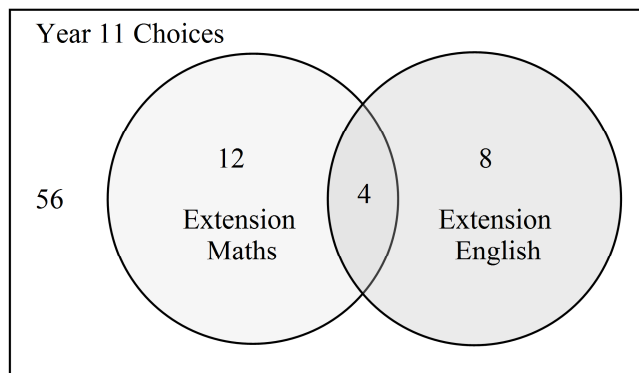 Year 11 Choices
12
8
4
56
Extension
Maths
Extension
English